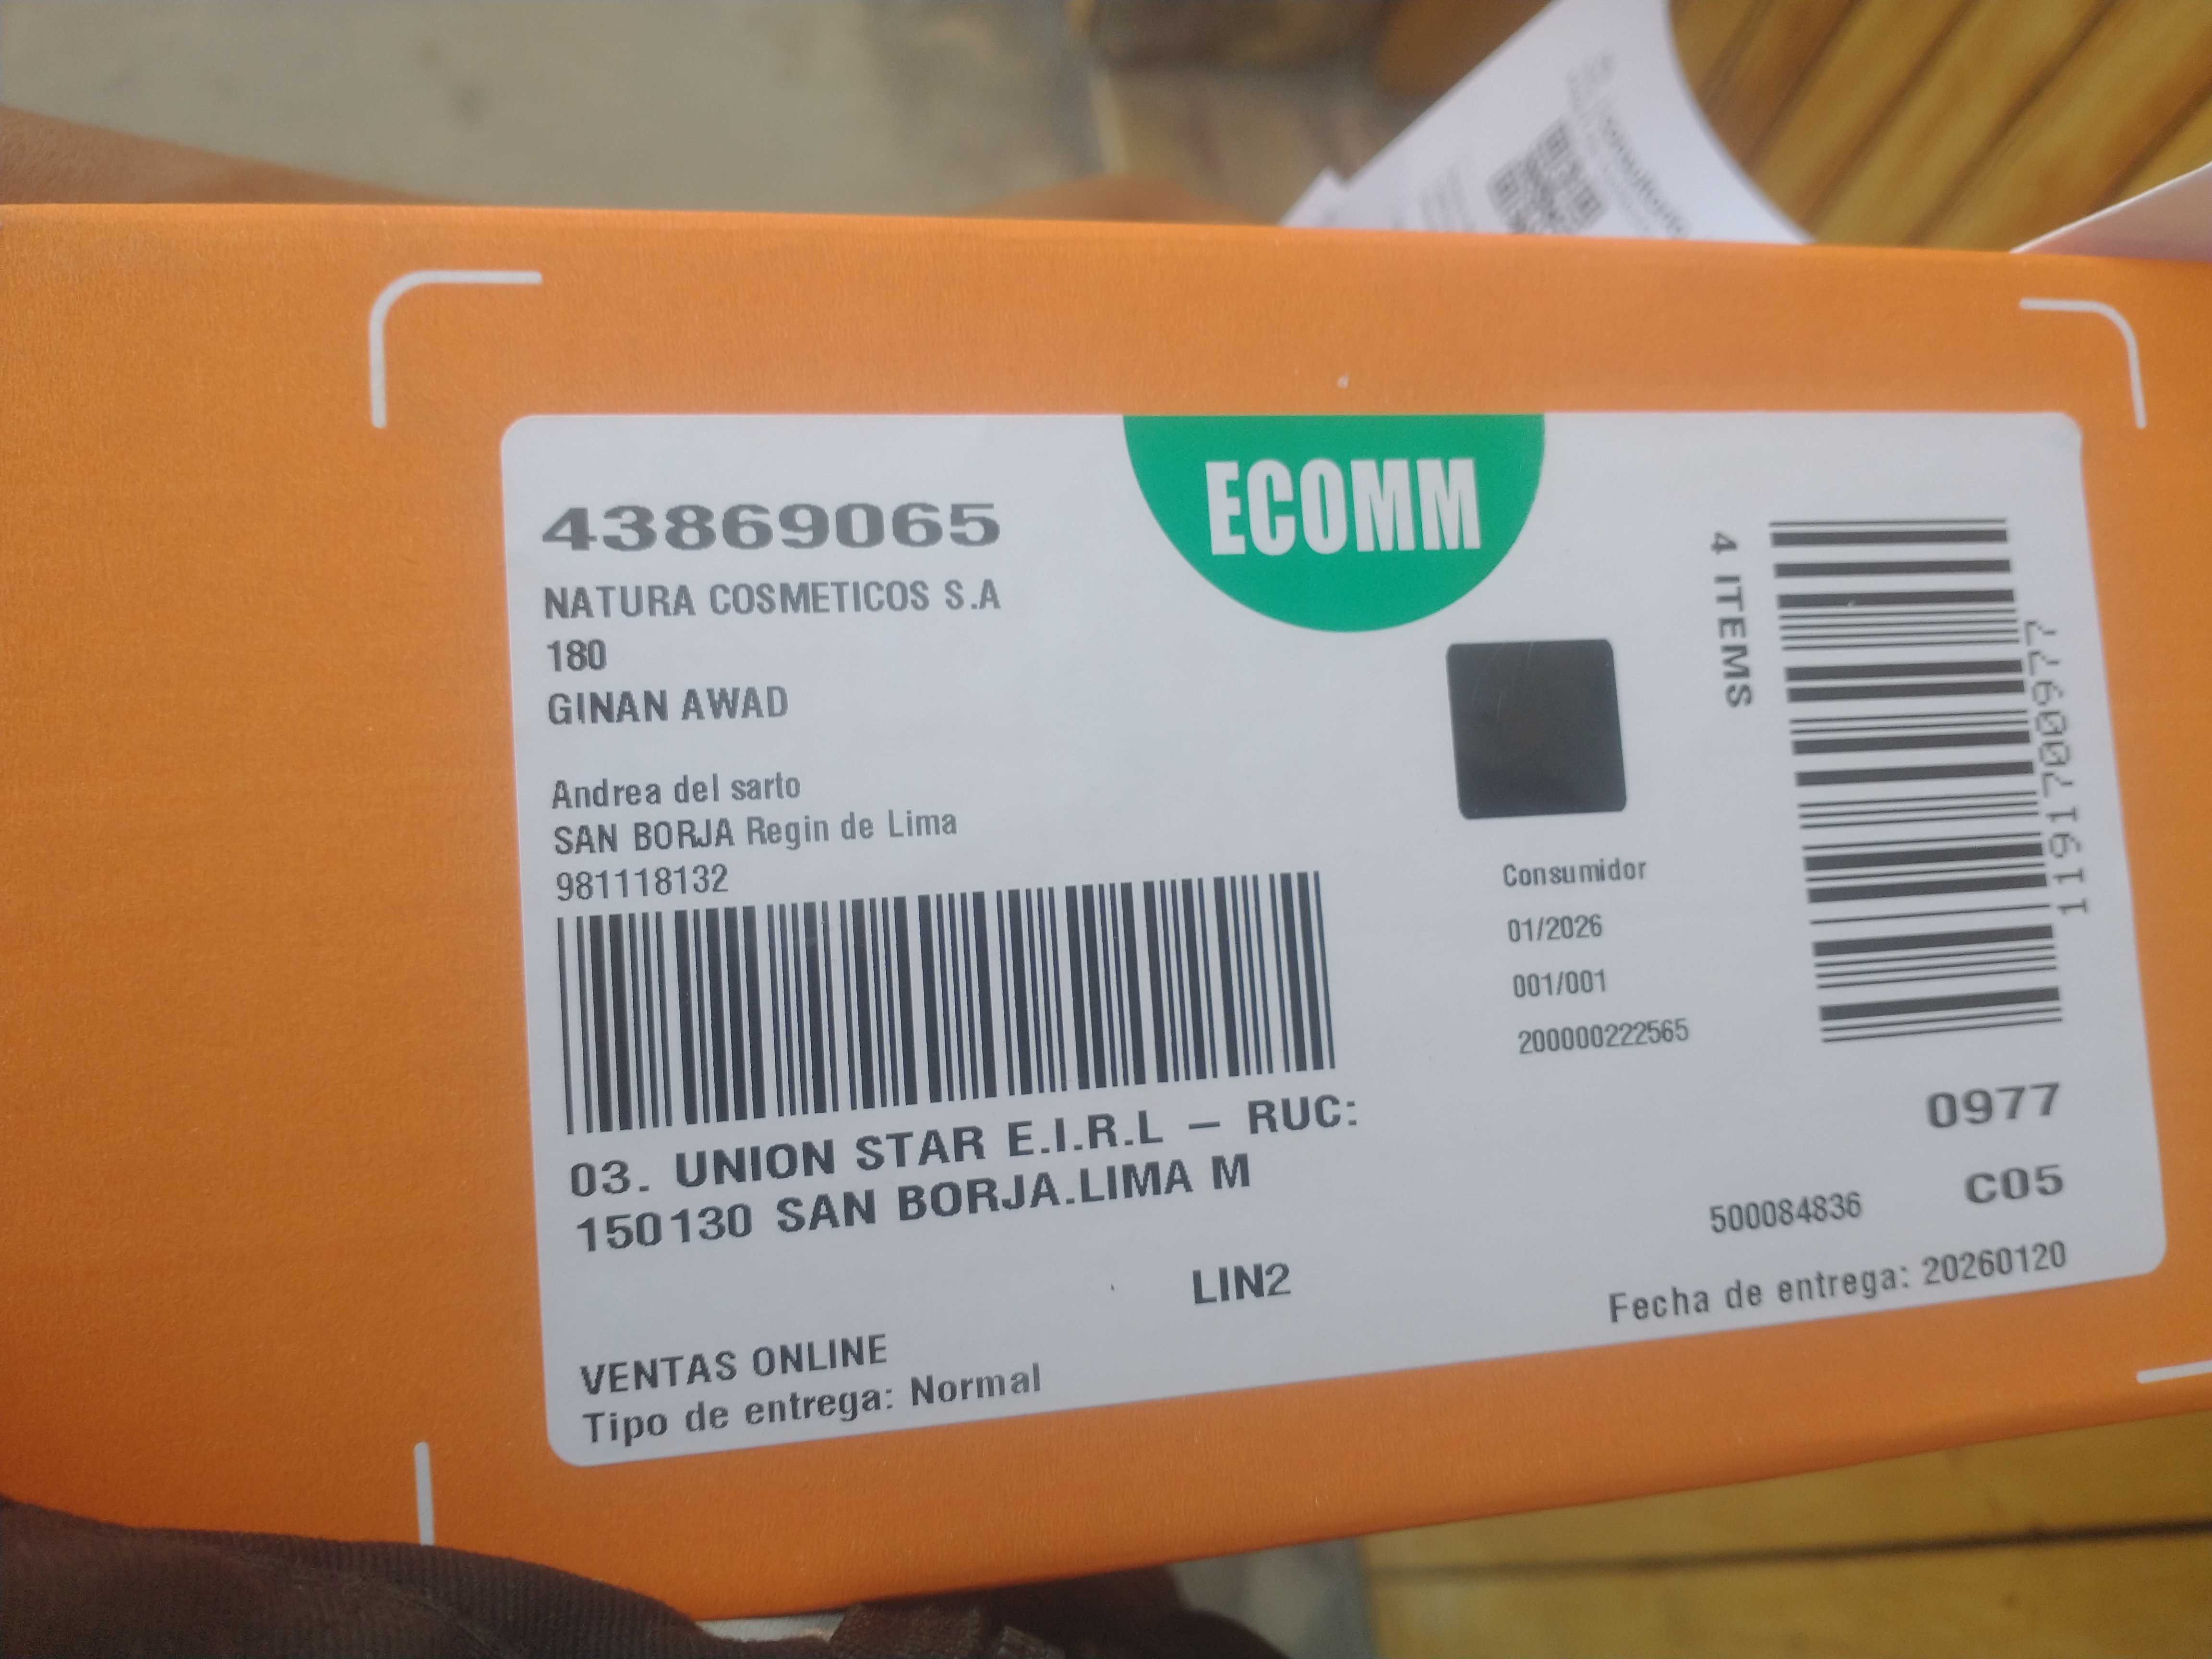 ECOMM
43869065
NATURA COSMETICOS S.A
180
GINAN AWAD
Andrea del sarto
SAN BORJA Regin de Lima
981118132
03. UNION STAR E.I.R.L – RUC:
150130 SAN BORJA.LIMA M
LIN2
VENTAS ONLINE
Tipo de entrega: Normal
4 ITEMS
1191700977
Consumidor
01/2026
001/001
200000222565
0977
500084836 C05
Fecha de entrega: 20260120